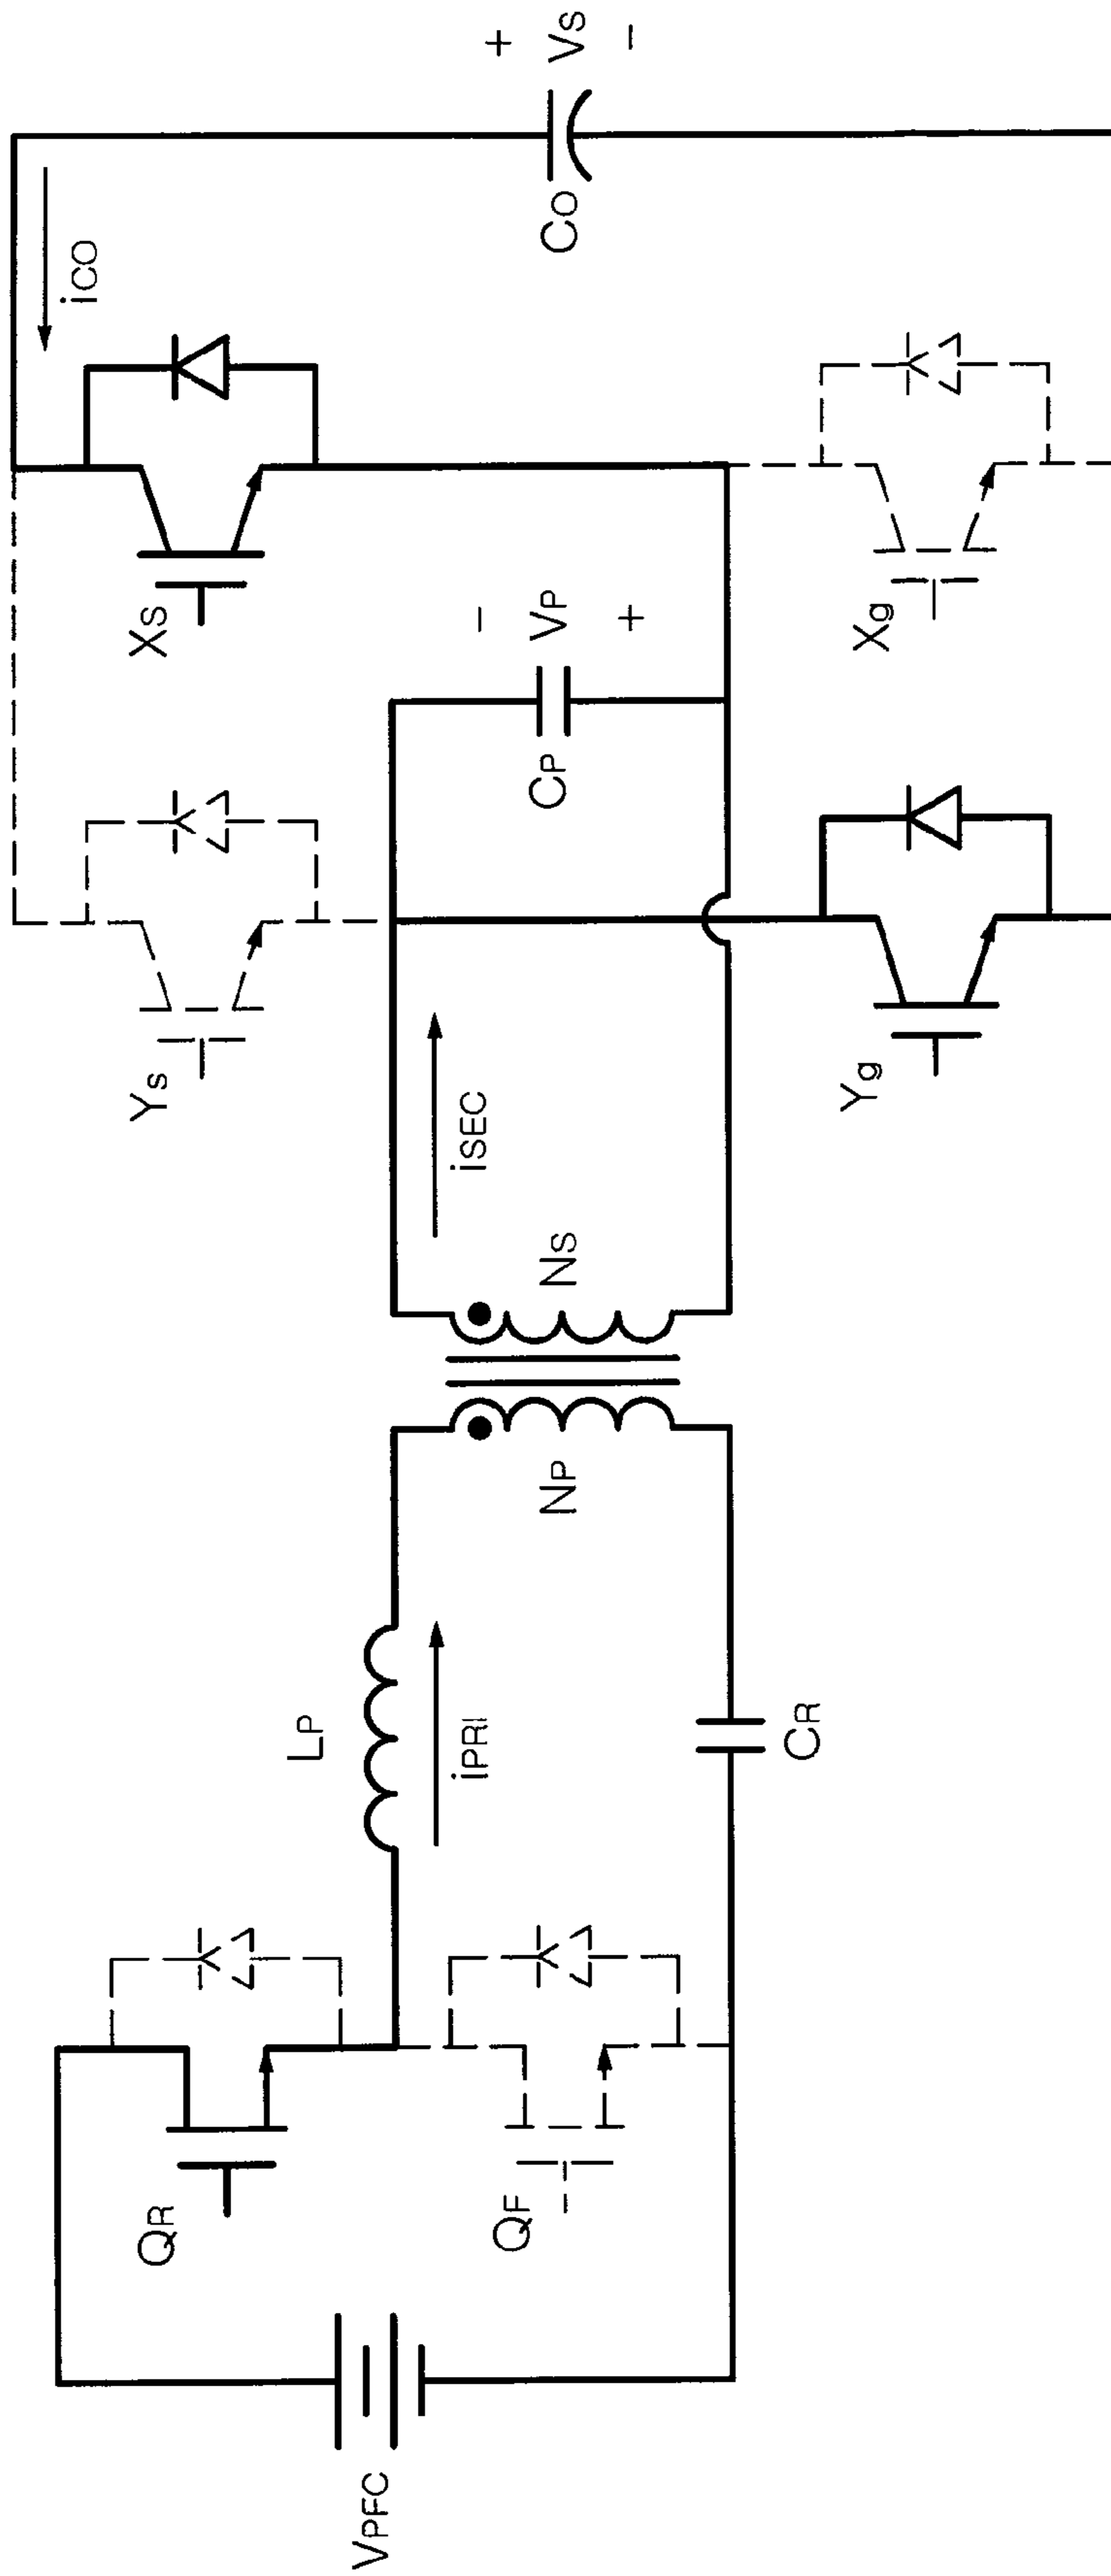 VPFC
QR
QF
LP
iPRI
CR
NP
NS
iSEC
Ys
Yg
CP
−
VP
+
XS
Xg
iCO
CO
+
VS
−